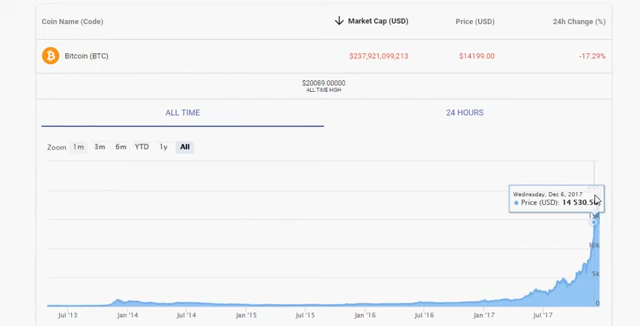 Coin Name (Code) Market Cap (USD) Price (USD) 24h Change (%)
Bitcoin (BTC) $237,921,099,213 $14199.00 -17.29%
$20089.00000
ALL TIME HIGH
ALL TIME 24 HOURS
Zoom 1m 3m 6m YTD 1y All
Wednesday, Dec 6, 2017
Price (USD): 14 530.5
15k
10k
5k
0
Jul '13 Jan '14 Jul '14 Jan '15 Jul '15 Jan '16 Jul '16 Jan '17 Jul '17